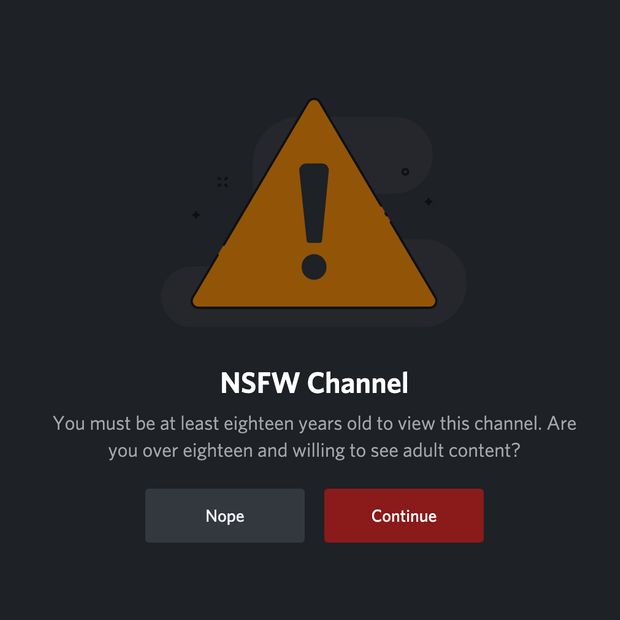 NSFW Channel
You must be at least eighteen years old to view this channel. Are
you over eighteen and willing to see adult content?
Nope
Continue